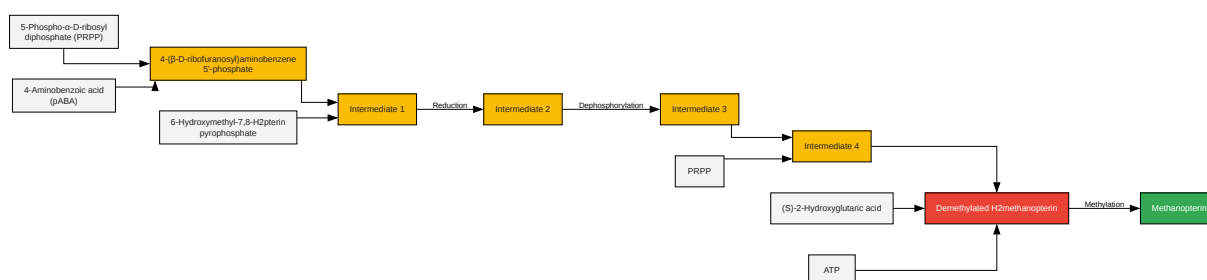 5-Phospho-α-D-ribosyl
diphosphate (PRPP)
4-Aminobenzoic acid
(pABA)
4-(β-D-ribofuranosyl)aminobenzene
5'-phosphate
6-Hydroxymethyl-7,8-H2pterin
pyrophosphate
Intermediate 1
Reduction
Intermediate 2
Dephosphorylation
Intermediate 3
PRPP
Intermediate 4
(S)-2-Hydroxyglutaric acid
ATP
Demethylated H2methanopterin
Methylation
Methanopterin